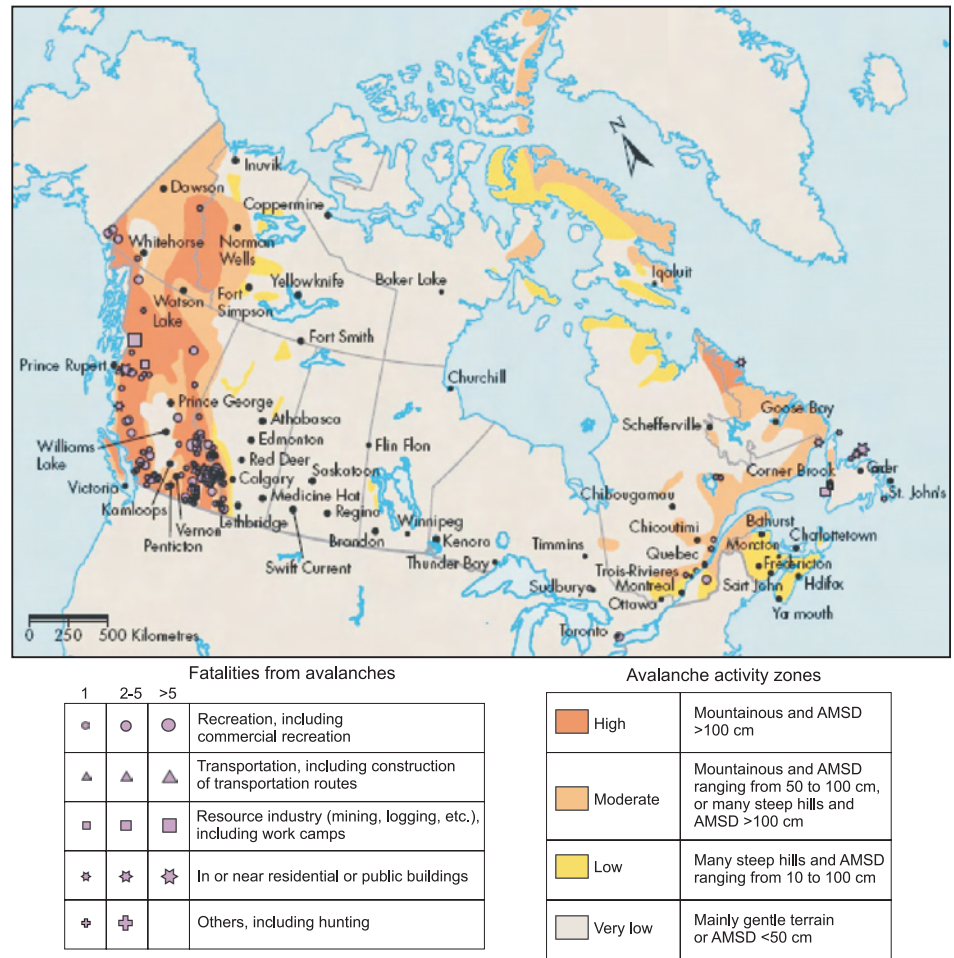 N
Inuvik
Dawson
Coppermine
Whitehorse
Norman
Wells
Iqaluit
Baker Lake
Yellowknife
Watson
Lake
Fort
Simpson
Fort Smith
Prince Rupert
Churchill
Prince George
Goose Bay
Athabasca
Schefferville
Williams
Lake
Edmonton
Flin Flon
Red Deer
Saskatoon
Corner Brook
Calgary
Victoria
St. John's
Medicine Hat
Chibougamau
Kamloops
Regina
Lethbridge
Winnipeg
Bathurst
Vernon
Chicoutimi
Charlottetown
Brandon
Kenora
Timmins
Moncton
Penticton
Quebec
Thunder Bay
Fredericton
Swift Current
Trois-Rivieres
Sudbury
Montreal
Saint John
Halifax
Ottawa
Yarmouth
0 250 500 Kilometres
Toronto
Fatalities from avalanches
1 2-5 >5
Recreation, including
commercial recreation
Transportation, including construction
of transportation routes
Resource industry (mining, logging, etc.),
including work camps
In or near residential or public buildings
Others, including hunting
Avalanche activity zones
High
Mountainous and AMSD
>100 cm
Moderate
Mountainous and AMSD
ranging from 50 to 100 cm,
or many steep hills and
AMSD >100 cm
Low
Many steep hills and AMSD
ranging from 10 to 100 cm
Very low
Mainly gentle terrain
or AMSD <50 cm